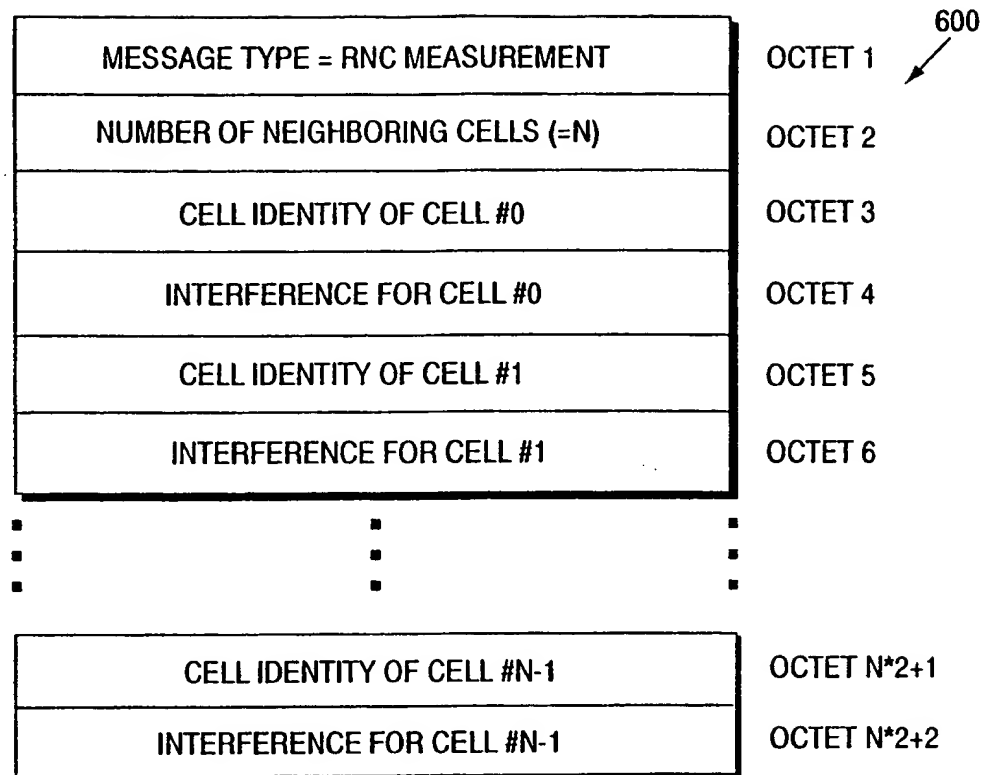 600
MESSAGE TYPE = RNC MEASUREMENT OCTET 1
NUMBER OF NEIGHBORING CELLS (=N) OCTET 2
CELL IDENTITY OF CELL #0 OCTET 3
INTERFERENCE FOR CELL #0 OCTET 4
CELL IDENTITY OF CELL #1 OCTET 5
INTERFERENCE FOR CELL #1 OCTET 6
CELL IDENTITY OF CELL #N-1 OCTET N*2+1
INTERFERENCE FOR CELL #N-1 OCTET N*2+2